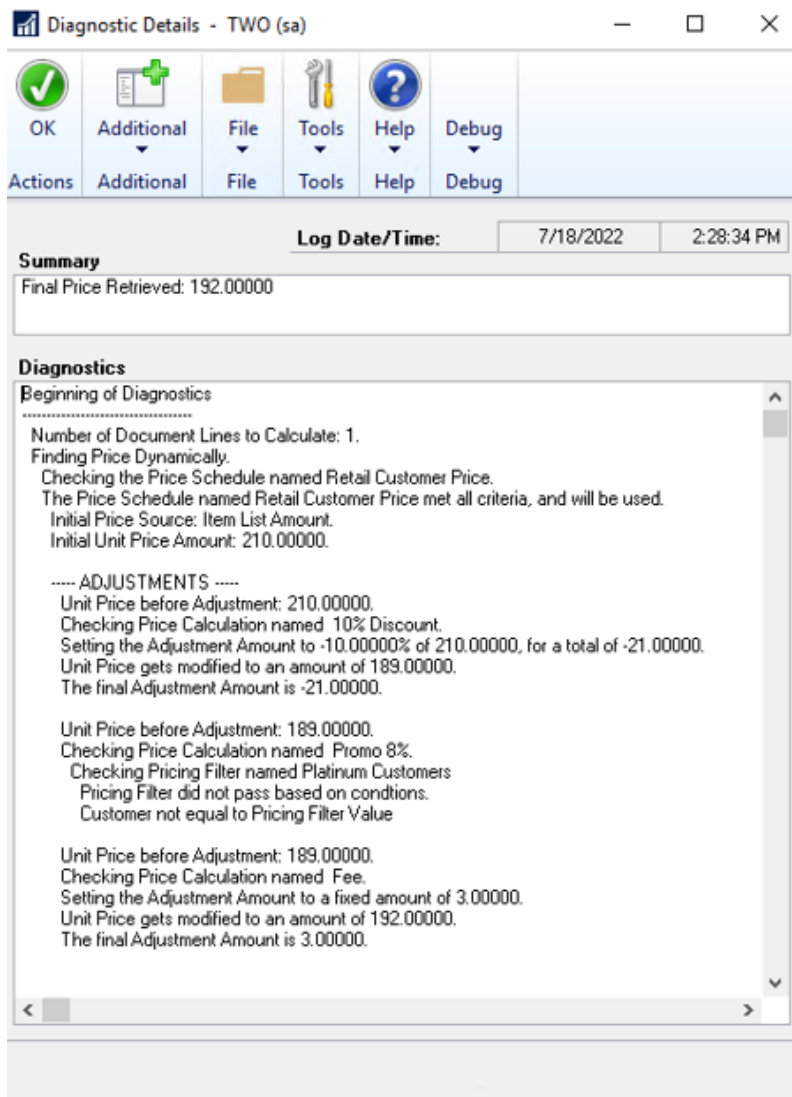 Diagnostic Details - TWO (sa)
OK Additional File Tools Help Debug
Actions Additional File Tools Help Debug
Log Date/Time: 7/18/2022 2:28:34 PM
Summary
Final Price Retrieved: 192.00000
Diagnostics
Beginning of Diagnostics
------------------------------------
Number of Document Lines to Calculate: 1.
Finding Price Dynamically.
Checking the Price Schedule named Retail Customer Price.
The Price Schedule named Retail Customer Price met all criteria, and will be used.
Initial Price Source: Item List Amount.
Initial Unit Price Amount: 210.00000.
----- ADJUSTMENTS -----
Unit Price before Adjustment: 210.00000.
Checking Price Calculation named 10% Discount.
Setting the Adjustment Amount to -10.00000% of 210.00000, for a total of -21.00000.
Unit Price gets modified to an amount of 189.00000.
The final Adjustment Amount is -21.00000.
Unit Price before Adjustment: 189.00000.
Checking Price Calculation named Promo 8%.
Checking Pricing Filter named Platinum Customers
Pricing Filter did not pass based on condtions.
Customer not equal to Pricing Filter Value
Unit Price before Adjustment: 189.00000.
Checking Price Calculation named Fee.
Setting the Adjustment Amount to a fixed amount of 3.00000.
Unit Price gets modified to an amount of 192.00000.
The final Adjustment Amount is 3.00000.